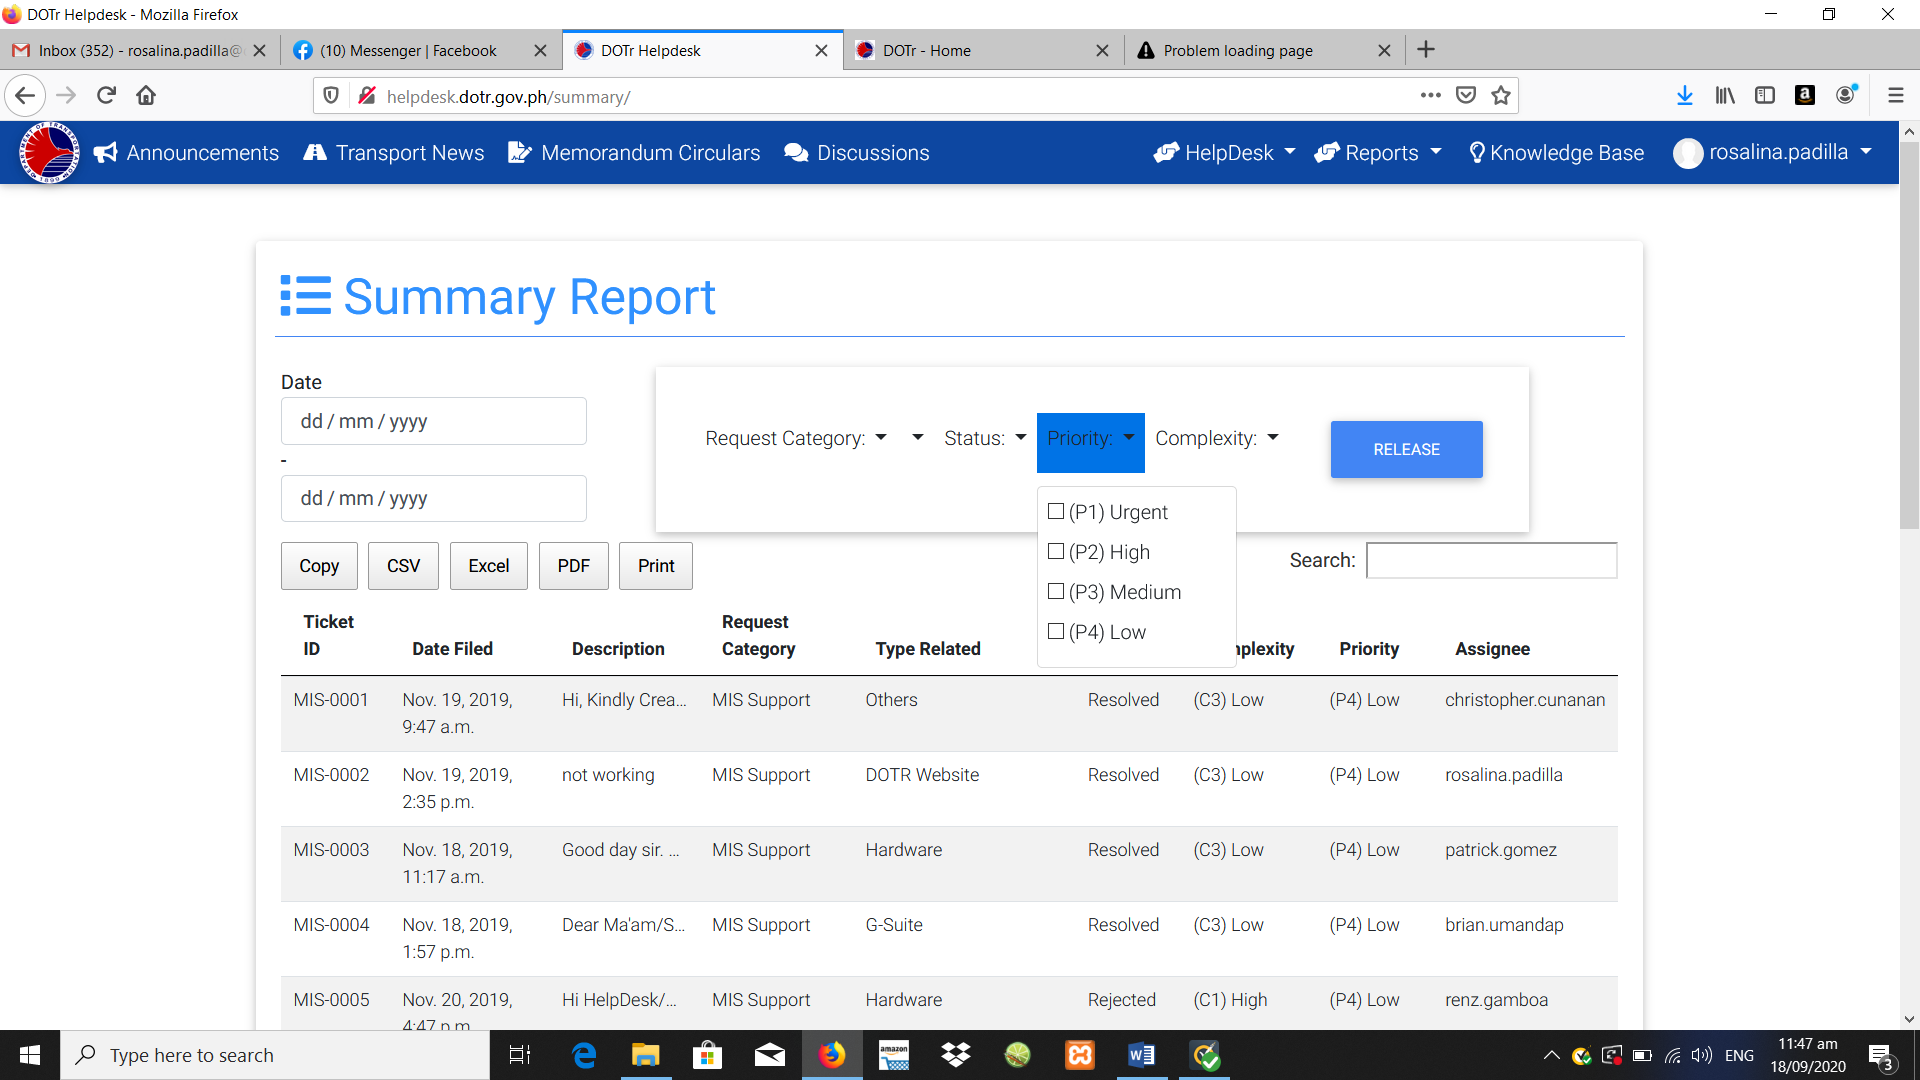 DOTr Helpdesk - Mozilla Firefox
Inbox (352) - rosalina.padilla@
(10) Messenger | Facebook
DOTr Helpdesk
DOTr - Home
Problem loading page
helpdesk.dotr.gov.ph/summary/
Announcements
Transport News
Memorandum Circulars
Discussions
HelpDesk
Reports
Knowledge Base
rosalina.padilla
Summary Report
Date
dd / mm / yyyy
-
dd / mm / yyyy
Request Category:
Status:
Priority:
Complexity:
RELEASE
(P1) Urgent
(P2) High
(P3) Medium
(P4) Low
Copy
CSV
Excel
PDF
Print
Search:
Ticket ID Date Filed Description Request Category Type Related nplexity Priority Assignee
MIS-0001 Nov. 19, 2019, 9:47 a.m. Hi, Kindly Crea... MIS Support Others Resolved (C3) Low (P4) Low christopher.cunanan
MIS-0002 Nov. 19, 2019, 2:35 p.m. not working MIS Support DOTR Website Resolved (C3) Low (P4) Low rosalina.padilla
MIS-0003 Nov. 18, 2019, 11:17 a.m. Good day sir. ... MIS Support Hardware Resolved (C3) Low (P4) Low patrick.gomez
MIS-0004 Nov. 18, 2019, 1:57 p.m. Dear Ma'am/S... MIS Support G-Suite Resolved (C3) Low (P4) Low brian.umandap
MIS-0005 Nov. 20, 2019, 4:47 p.m. Hi HelpDesk/... MIS Support Hardware Rejected (C1) High (P4) Low renz.gamboa
Type here to search
amazon
ENG
11:47 am
18/09/2020
3